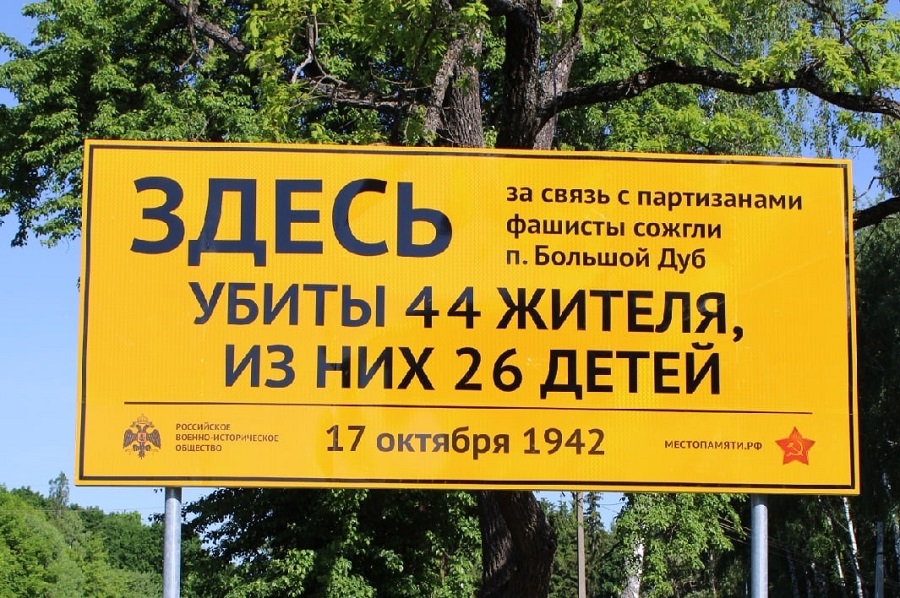 ЗДЕСЬ
за связь с партизанами
фашисты сожгли
п. Большой Дуб
УБИТЫ 44 ЖИТЕЛЯ,
ИЗ НИХ 26 ДЕТЕЙ
РОССИЙСКОЕ
ВОЕННО-ИСТОРИЧЕСКОЕ
ОБЩЕСТВО
17 октября 1942
МЕСТОПАМЯТИ.РФ